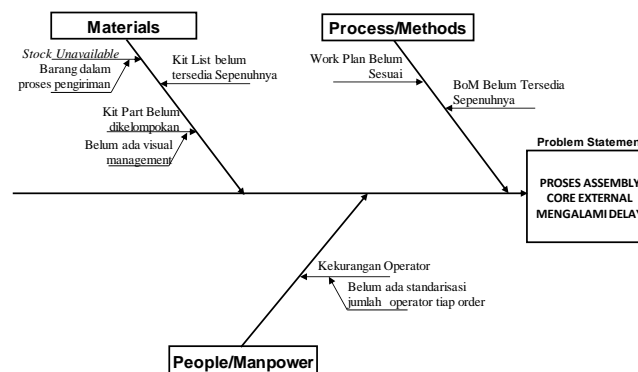 Materials
Process/Methods
Stock Unavailable
Barang dalam
proses pengiriman
Kit List belum
tersedia Sepenuhnya
Kit Part Belum
dikelompokan
Belum ada visual
management
Work Plan Belum
Sesuai
BoM Belum Tersedia
Sepenuhnya
Problem Statemen
PROSES ASSEMBLY
CORE EXTERNAL
MENGALAMI DELAY
Kekurangan Operator
Belum ada standarisasi
jumlah operator tiap order
People/Manpower